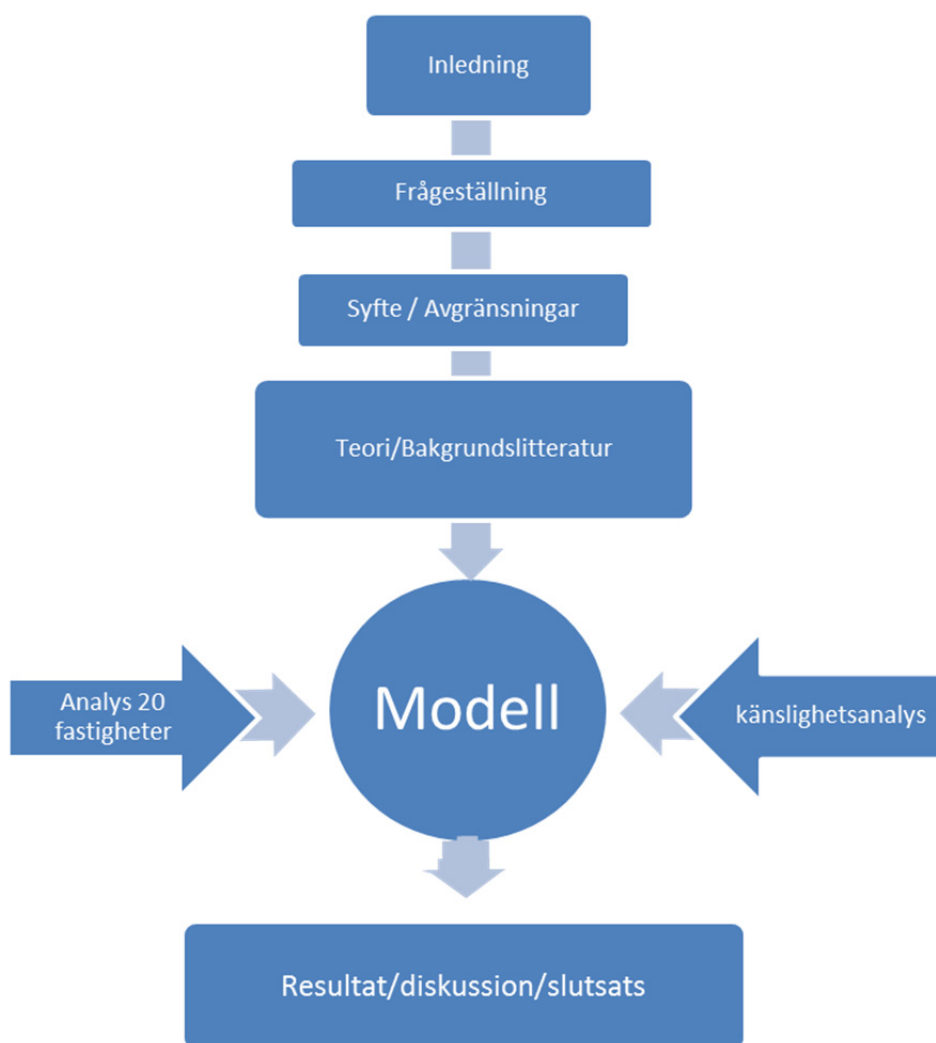 Inledning
Frågeställning
Syfte / Avgränsningar
Teori/Bakgrundslitteratur
Analys 20
fastigheter
Modell
känslighetsanalys
Resultat/diskussion/slutsats